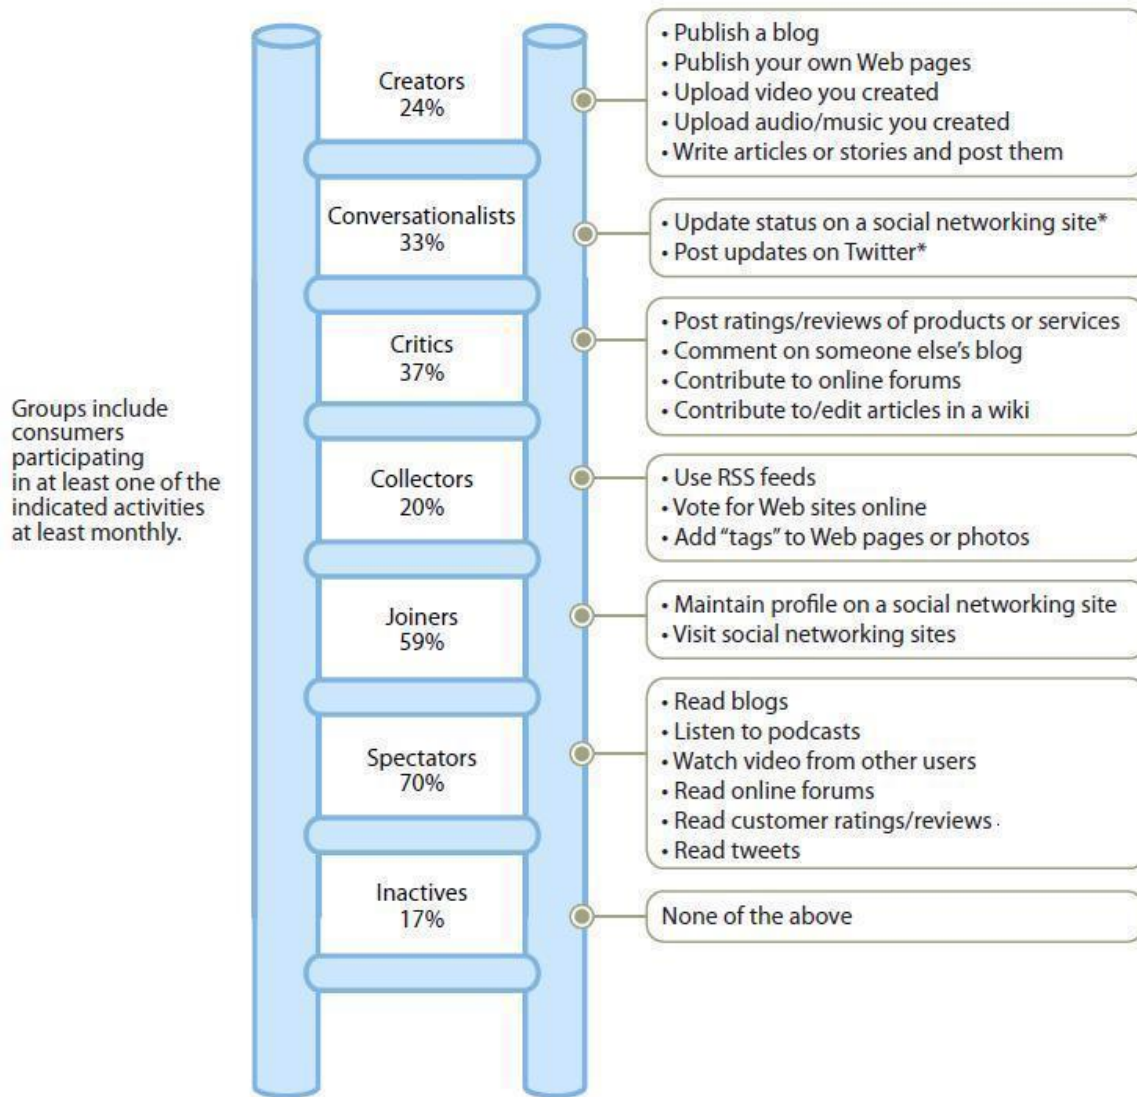 Creators
24%
• Publish a blog
• Publish your own Web pages
• Upload video you created
• Upload audio/music you created
• Write articles or stories and post them
Conversationalists
33%
• Update status on a social networking site*
• Post updates on Twitter*
Critics
37%
• Post ratings/reviews of products or services
• Comment on someone else's blog
• Contribute to online forums
• Contribute to/edit articles in a wiki
Groups include
consumers
participating
in at least one of the
indicated activities
at least monthly.
Collectors
20%
• Use RSS feeds
• Vote for Web sites online
• Add “tags” to Web pages or photos
Joiners
59%
• Maintain profile on a social networking site
• Visit social networking sites
Spectators
70%
• Read blogs
• Listen to podcasts
• Watch video from other users
• Read online forums
• Read customer ratings/reviews .
• Read tweets
Inactives
17%
None of the above